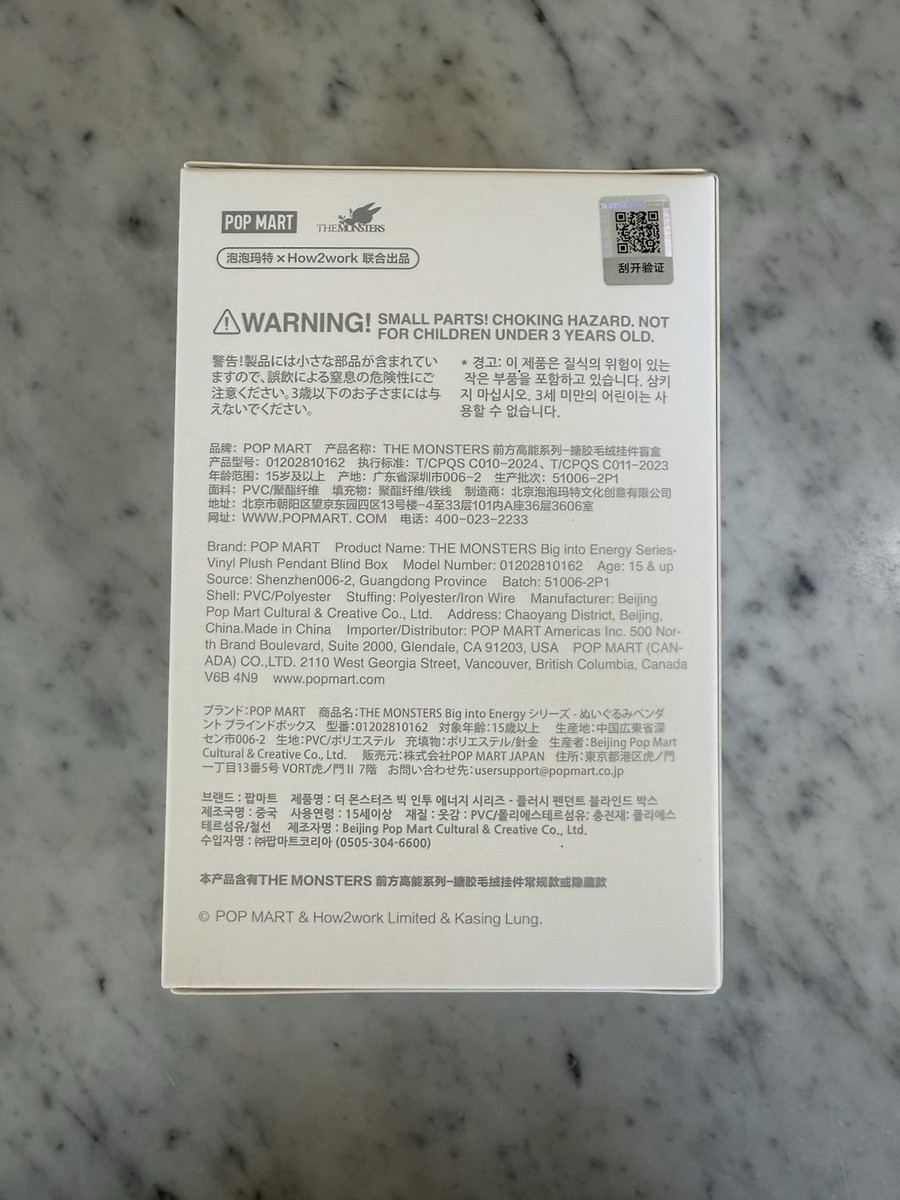 POP MART THE MONSTERS
泡泡玛特×How2work 联合出品
刮开验证
WARNING! SMALL PARTS! CHOKING HAZARD. NOT
FOR CHILDREN UNDER 3 YEARS OLD.
警告!製品には小さな部品が含まれてい
ますので、誤飲による窒息の危険性にご
注意ください。3歳以下のお子さまには与
えないでください。
* 경고: 이 제품은 질식의 위험이 있는
작은 부품을 포함하고 있습니다. 삼키
지 마십시오. 3세 미만의 어린이는 사
용할 수 없습니다.
品牌：POP MART 产品名称：THE MONSTERS 前方高能系列-搪胶毛绒挂件盲盒
产品型号：01202810162 执行标准：T/CPQS C010-2024、T/CPQS C011-2023
年龄范围：15岁及以上 产地：广东省深圳市006-2 生产批次：51006-2P1
面料：PVC/聚酯纤维 填充物：聚酯纤维/铁线 制造商：北京泡泡玛特文化创意有限公司
地址：北京市朝阳区望京东园四区13号楼-4至33层101内A座36层3606室
网址：WWW.POPMART. COM 电话：400-023-2233
Brand: POP MART Product Name: THE MONSTERS Big into Energy Series-
Vinyl Plush Pendant Blind Box Model Number: 01202810162 Age: 15 & up
Source: Shenzhen006-2, Guangdong Province Batch: 51006-2P1
Shell: PVC/Polyester Stuffing: Polyester/Iron Wire Manufacturer: Beijing
Pop Mart Cultural & Creative Co., Ltd. Address: Chaoyang District, Beijing,
China.Made in China Importer/Distributor: POP MART Americas Inc. 500 Nor-
th Brand Boulevard, Suite 2000, Glendale, CA 91203, USA POP MART (CAN-
ADA) CO.,LTD. 2110 West Georgia Street, Vancouver, British Columbia, Canada
V6B 4N9 www.popmart.com
ブランド:POP MART 商品名:THE MONSTERS Big into Energy シリーズ - ぬいぐるみペンダ
ント ブラインドボックス 型番:01202810162 対象年齢:15歳以上 生産地:中国広東省深
セン市006-2 生地:PVC/ポリエステル 充填物:ポリエステル/針金 生産者:Beijing Pop Mart
Cultural & Creative Co., Ltd. 販売元:株式会社POP MART JAPAN 住所:東京都港区虎ノ門
一丁目13番5号 VORT虎ノ門Ⅱ 7階 お問い合わせ先:usersupport@popmart.co.jp
브랜드 : 팝마트 제품명 : 더 몬스터즈 빅 인투 에너지 시리즈 - 플러시 펜던트 블라인드 박스
제조국명 : 중국 사용연령 : 15세이상 재질 : 겉감 : PVC/폴리에스테르섬유; 충전재: 폴리에스
테르섬유/철선 제조자명 : Beijing Pop Mart Cultural & Creative Co., Ltd.
수입자명 : ㈜팝마트코리아 (0505-304-6600)
本产品含有THE MONSTERS 前方高能系列-搪胶毛绒挂件常规款或隐藏款
© POP MART & How2work Limited & Kasing Lung.